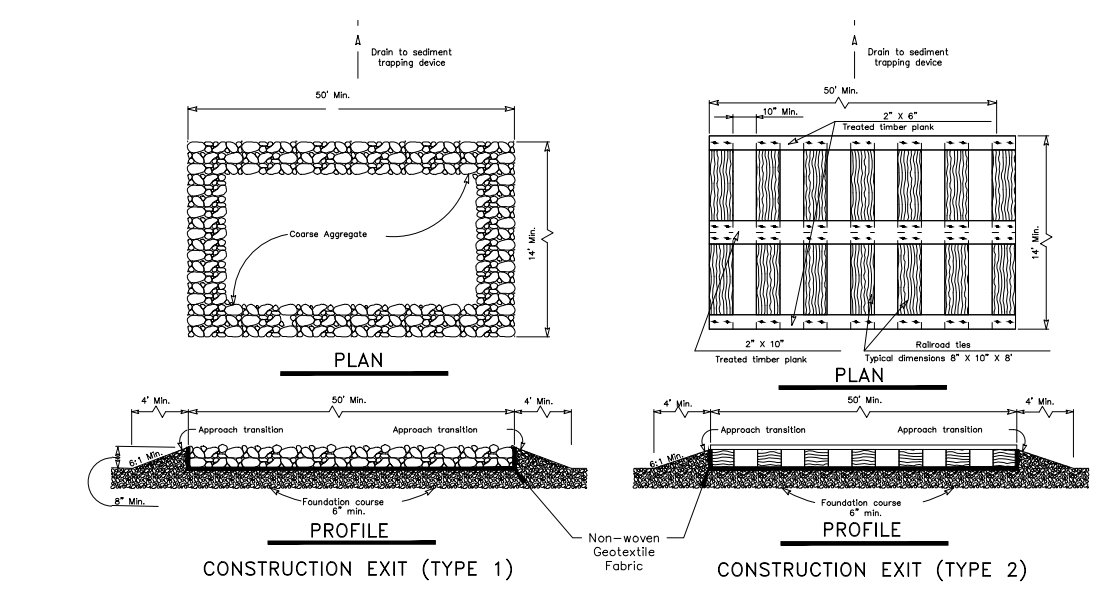 Drain to sediment
trapping device
50' Min.
Coarse Aggregate
14' Min.
PLAN
4' Min.
50' Min.
4' Min.
Approach transition
Approach transition
6:1 Min.
8" Min.
Foundation course
6" min.
PROFILE
CONSTRUCTION EXIT (TYPE 1)
Non-woven
Geotextile
Fabric
Drain to sediment
trapping device
50' Min.
10" Min.
2" X 6"
Treated timber plank
14' Min.
2" X 10"
Treated timber plank
Railroad ties
Typical dimensions 8" X 10" X 8'
PLAN
4' Min.
50' Min.
4' Min.
Approach transition
Approach transition
6:1 Min.
Foundation course
6" min.
PROFILE
CONSTRUCTION EXIT (TYPE 2)